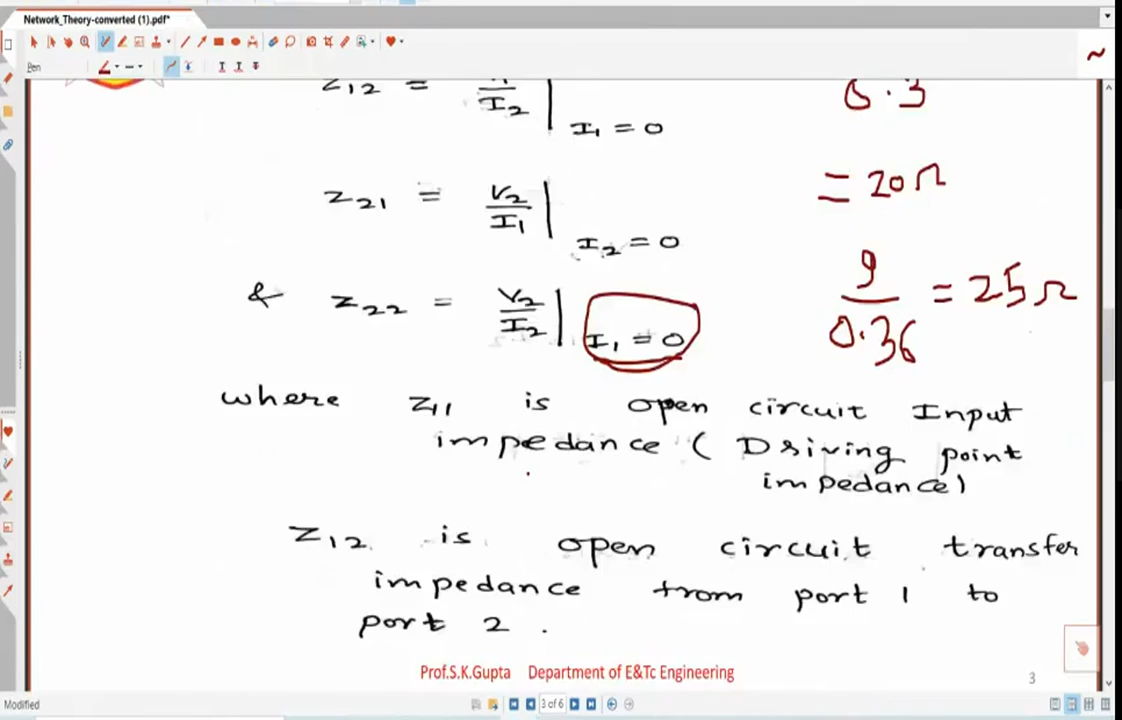 Network_Theory-converted (1).pdf*
Pen
Z12 = I2 | I1 = 0
0.3
Z21 = V2/I1 | I2 = 0
= 20Ω
& Z22 = V2/I2 | I1 = 0
9/0.36 = 25Ω
where Z11 is open circuit Input
impedance ( Driving point
impedance)
Z12 is open circuit transfer
impedance from port 1 to
port 2 .
Prof.S.K.Gupta Department of E&Tc Engineering
3
Modified
3 of 6